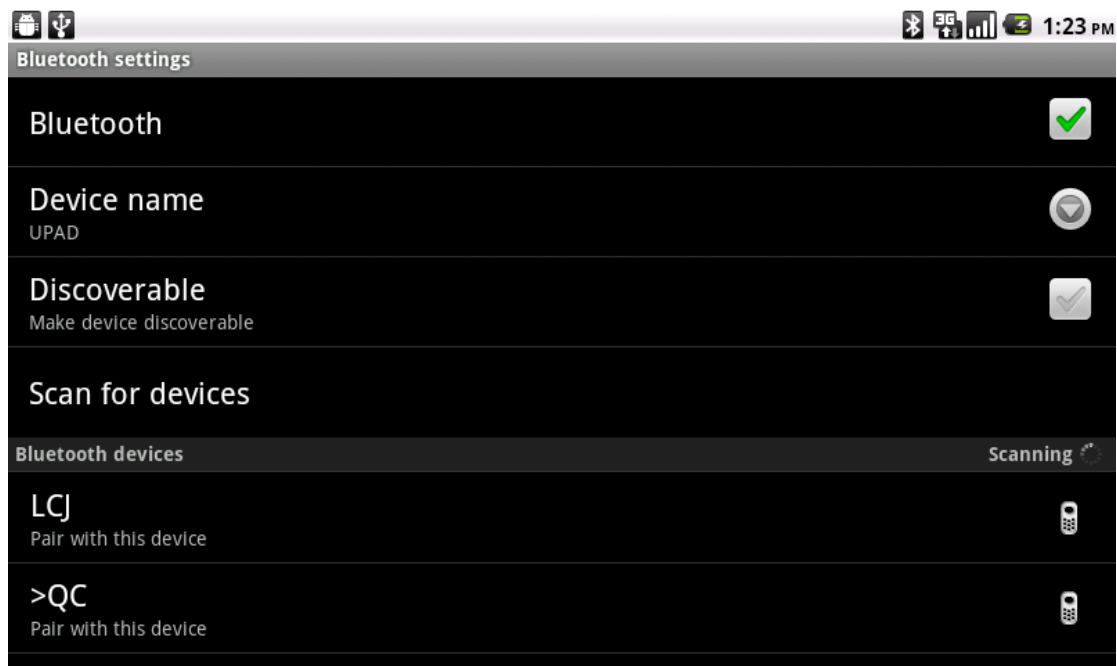 3G 1:23 PM
Bluetooth settings
Bluetooth
Device name
UPAD
Discoverable
Make device discoverable
Scan for devices
Bluetooth devices Scanning
LCJ
Pair with this device
>QC
Pair with this device